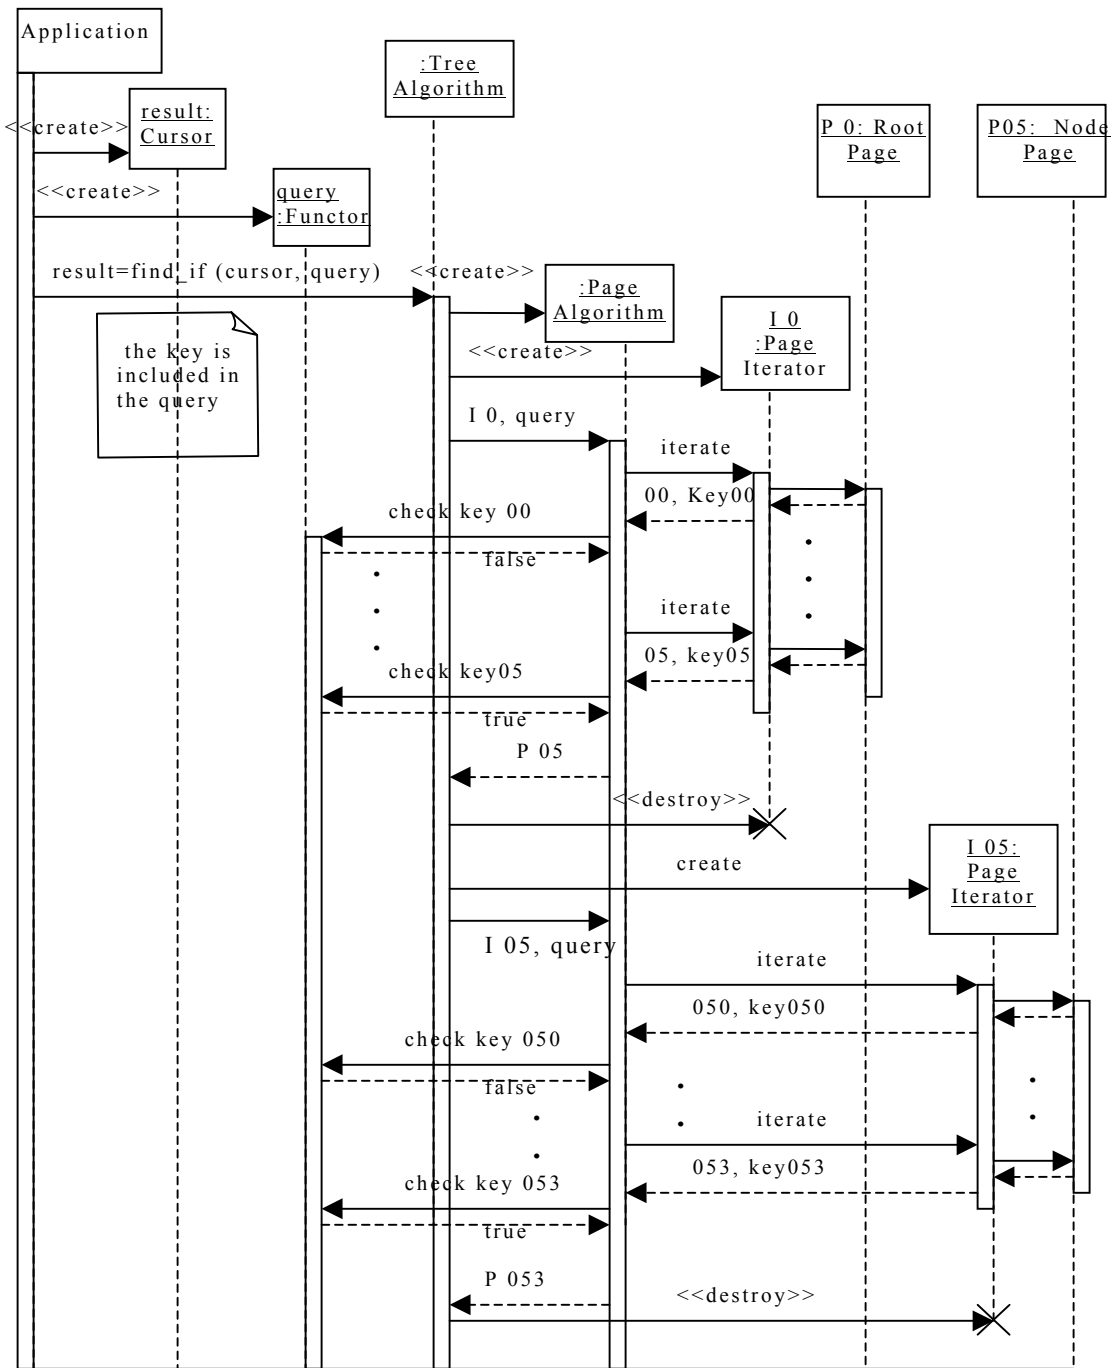 Application
:Tree
Algorithm
result:
Cursor
<<create>>
P 0: Root
Page
P05: Node
Page
<<create>>
query
:Functor
result=find_if (cursor, query)
<<create>>
:Page
Algorithm
I 0
:Page
Iterator
the key is
included in
the query
<<create>>
I 0, query
iterate
00, Key00
check key 00
false
iterate
05, key05
check key05
true
P 05
<<destroy>>
I 05:
Page
Iterator
create
I 05, query
iterate
050, key050
check key 050
false
iterate
053, key053
check key 053
true
P 053
<<destroy>>